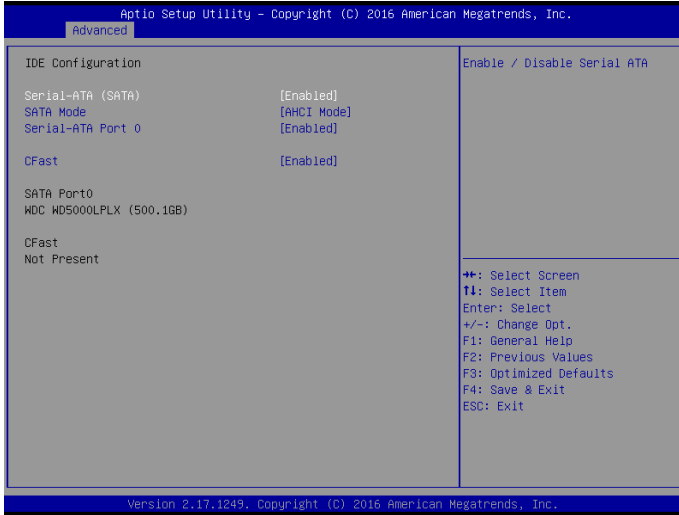 Aptio Setup Utility – Copyright (C) 2016 American Megatrends, Inc.
Advanced
IDE Configuration
Serial-ATA (SATA) [Enabled]
SATA Mode [AHCI Mode]
Serial-ATA Port 0 [Enabled]
CFast [Enabled]
SATA Port0
WDC WD5000LPLX (500.1GB)
CFast
Not Present
Enable / Disable Serial ATA
→←: Select Screen
↑↓: Select Item
Enter: Select
+/-: Change Opt.
F1: General Help
F2: Previous Values
F3: Optimized Defaults
F4: Save & Exit
ESC: Exit
Version 2.17.1249. Copyright (C) 2016 American Megatrends, Inc.